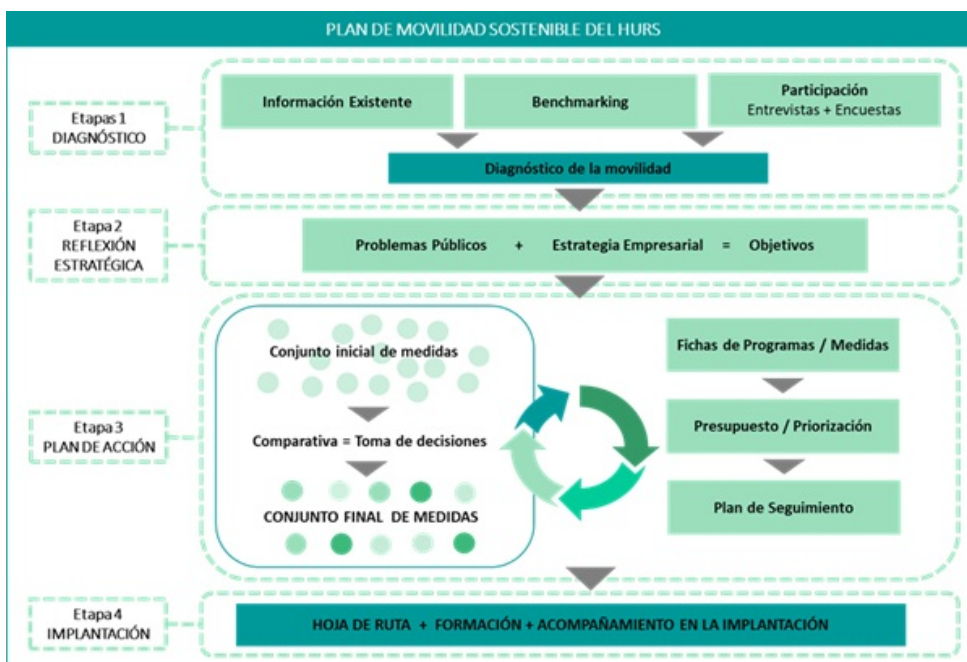 PLAN DE MOVILIDAD SOSTENIBLE DEL HURS
Etapas 1
DIAGNÓSTICO
Información Existente
Benchmarking
Participación
Entrevistas + Encuestas
Diagnóstico de la movilidad
Etapa 2
REFLEXIÓN
ESTRATÉGICA
Problemas Públicos + Estrategia Empresarial = Objetivos
Etapa 3
PLAN DE ACCIÓN
Conjunto inicial de medidas
Comparativa = Toma de decisiones
CONJUNTO FINAL DE MEDIDAS
Fichas de Programas / Medidas
Presupuesto / Priorización
Plan de Seguimiento
Etapa 4
IMPLANTACIÓN
HOJA DE RUTA + FORMACIÓN + ACOMPAÑAMIENTO EN LA IMPLANTACIÓN